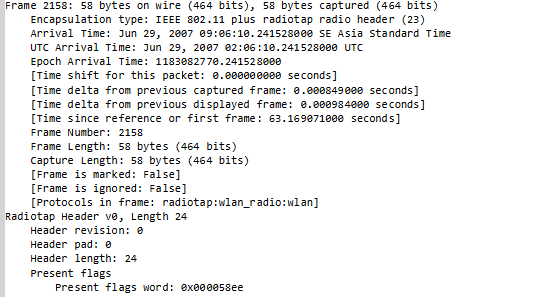 Frame 2158: 58 bytes on wire (464 bits), 58 bytes captured (464 bits)
Encapsulation type: IEEE 802.11 plus radiotap radio header (23)
Arrival Time: Jun 29, 2007 09:06:10.241528000 SE Asia Standard Time
UTC Arrival Time: Jun 29, 2007 02:06:10.241528000 UTC
Epoch Arrival Time: 1183082770.241528000
[Time shift for this packet: 0.000000000 seconds]
[Time delta from previous captured frame: 0.000849000 seconds]
[Time delta from previous displayed frame: 0.000984000 seconds]
[Time since reference or first frame: 63.169071000 seconds]
Frame Number: 2158
Frame Length: 58 bytes (464 bits)
Capture Length: 58 bytes (464 bits)
[Frame is marked: False]
[Frame is ignored: False]
[Protocols in frame: radiotap:wlan_radio:wlan]
Radiotap Header v0, Length 24
Header revision: 0
Header pad: 0
Header length: 24
Present flags
Present flags word: 0x000058ee